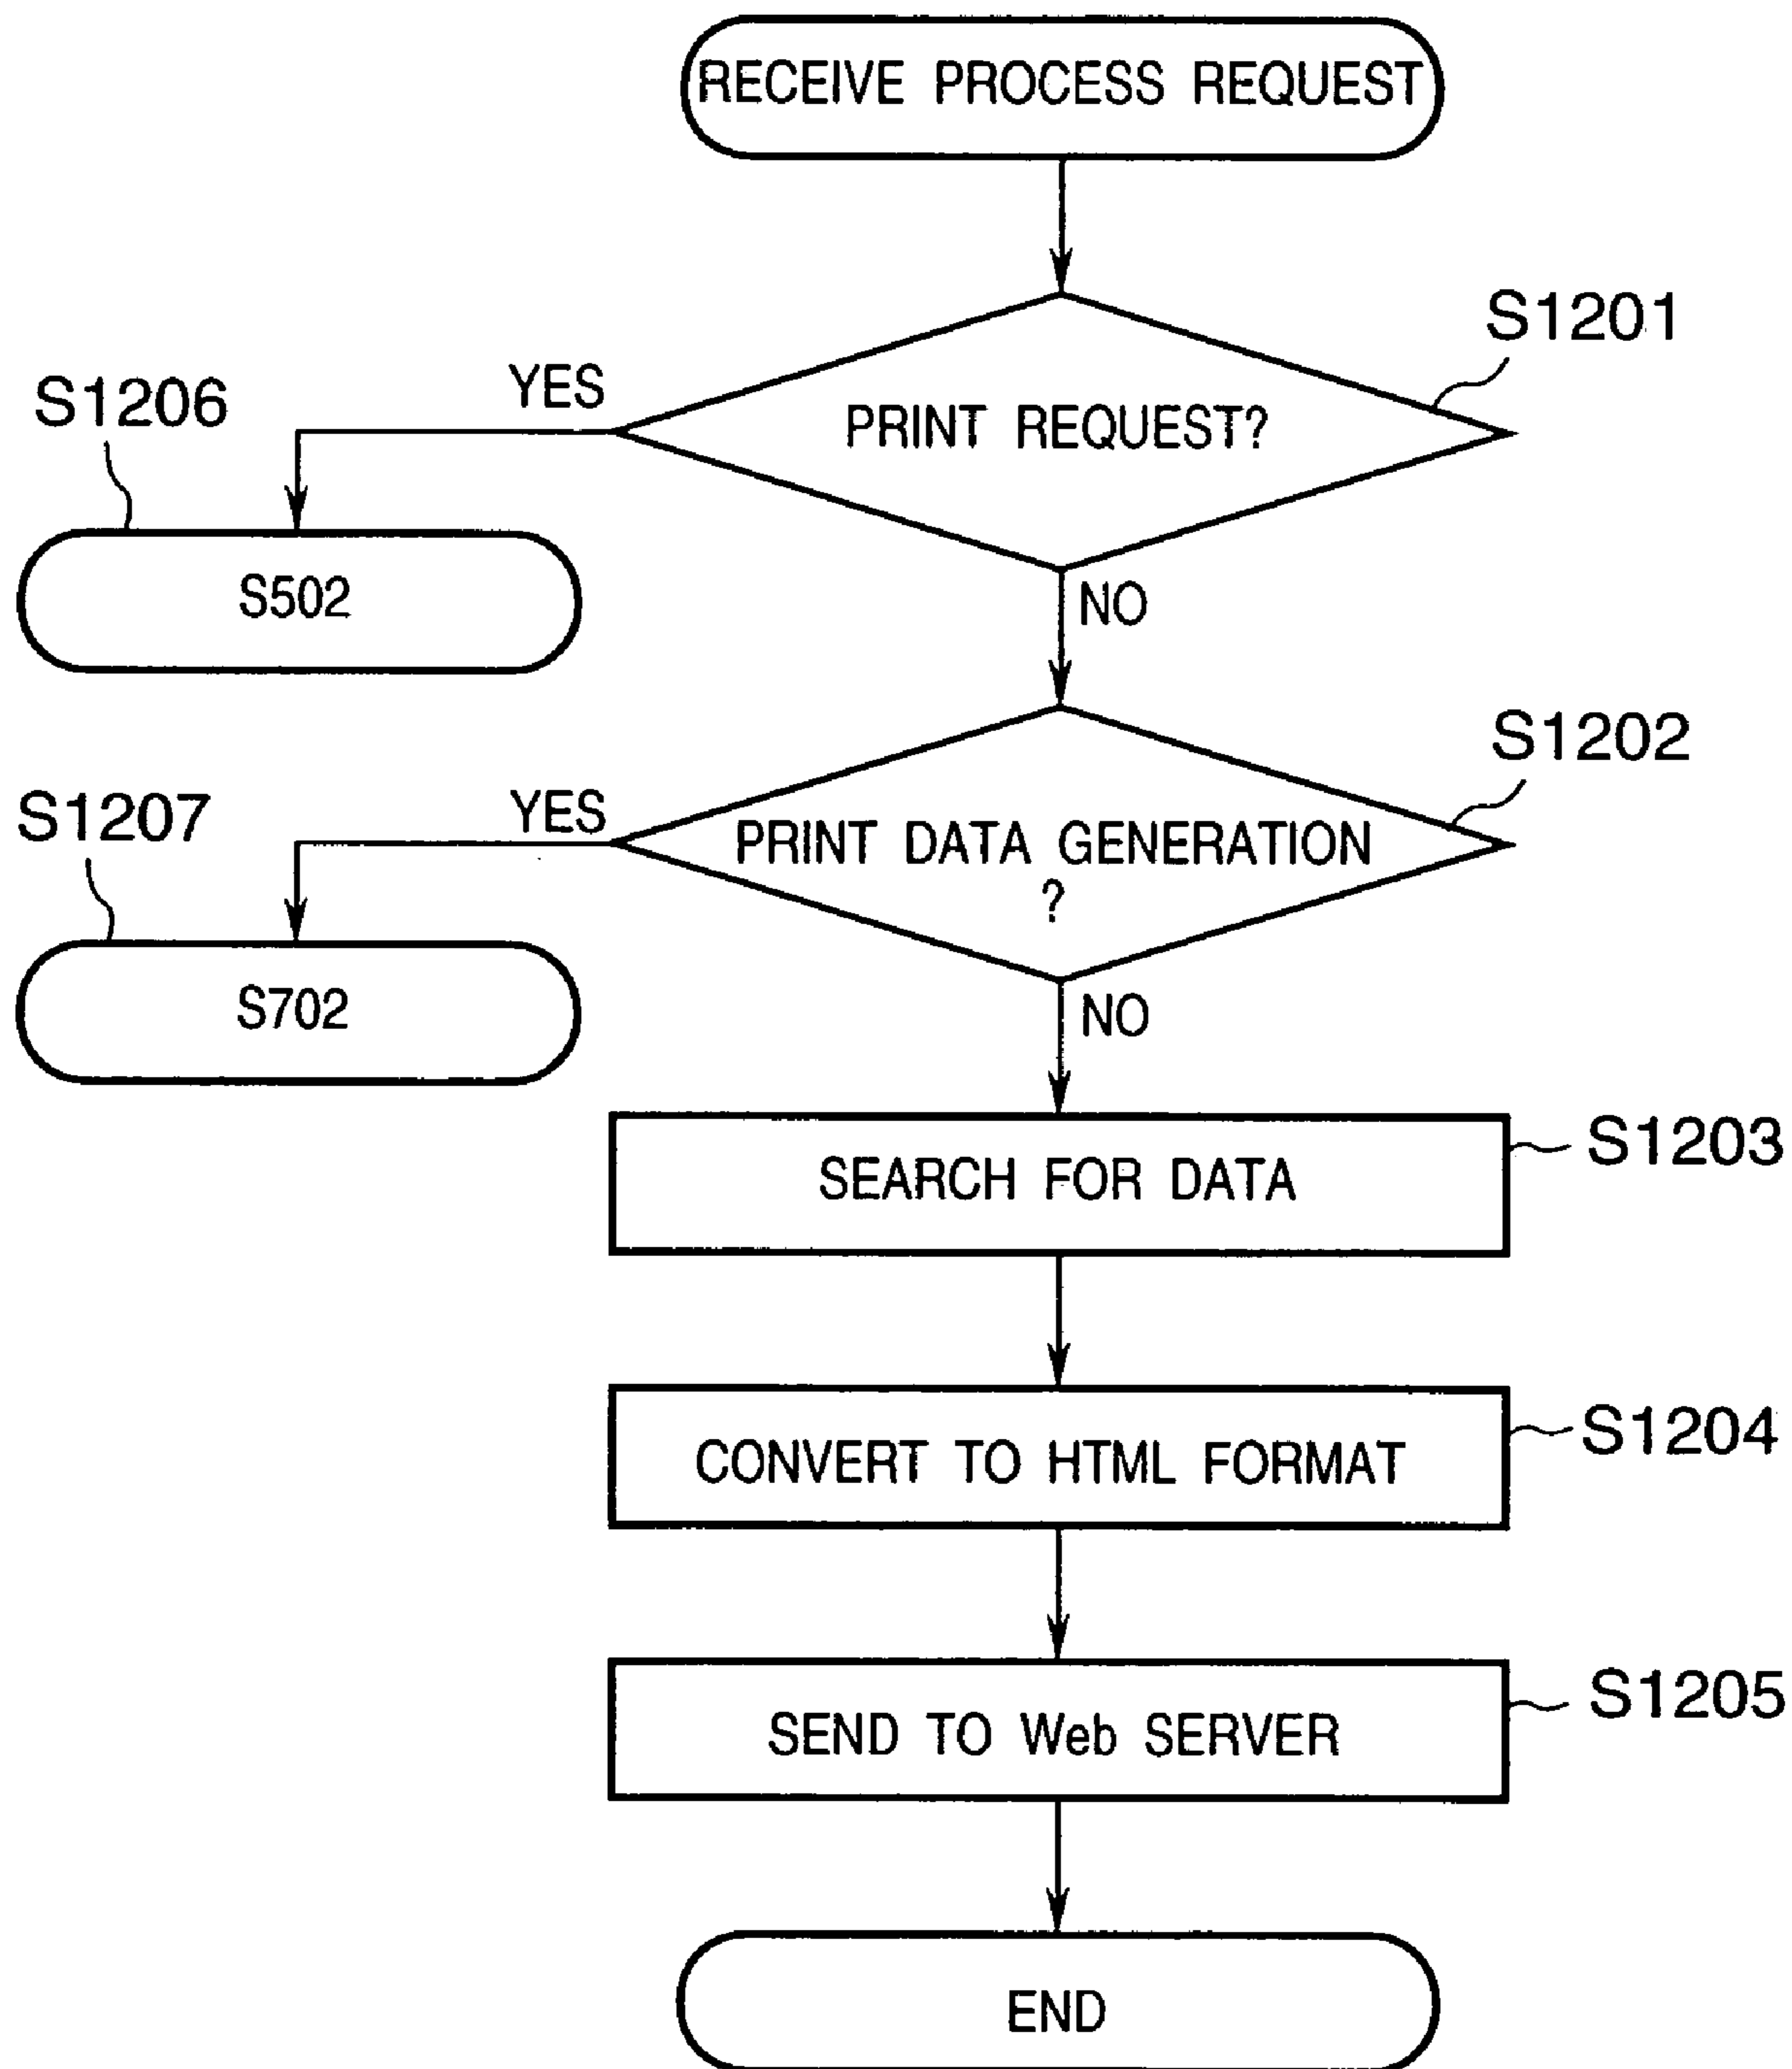 RECEIVE PROCESS REQUEST
S1201
YES
S1206
PRINT REQUEST?
S502
NO
S1202
YES
S1207
PRINT DATA GENERATION
?
S702
NO
S1203
SEARCH FOR DATA
S1204
CONVERT TO HTML FORMAT
S1205
SEND TO Web SERVER
END